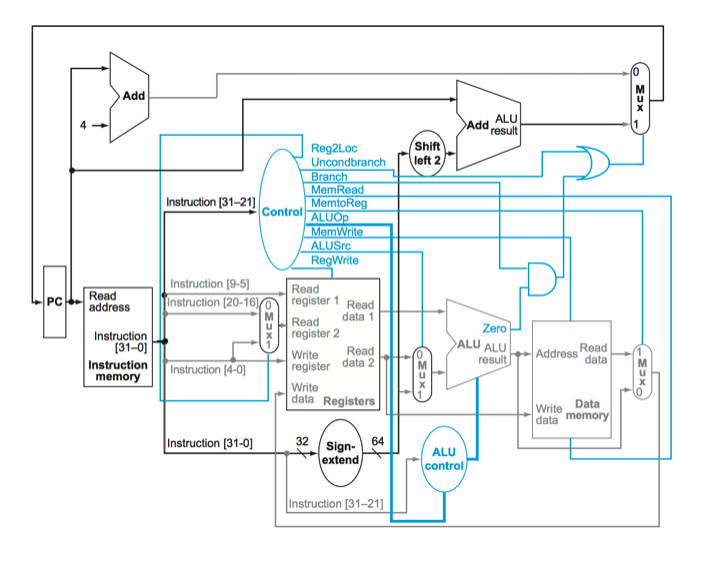 0
Mux
1
Add
4
Add
ALU
result
Shift
left 2
Reg2Loc
Uncondbranch
Branch
MemRead
MemtoReg
ALUOp
MemWrite
ALUSrc
RegWrite
Instruction [31–21]
Control
PC
Read
address
Instruction
[31–0]
Instruction
memory
Instruction [9-5]
Instruction [20-16]
Instruction [4-0]
0
Mux
1
Read
register 1
Read
register 2
Write
register
Write
data
Read
data 1
Read
data 2
Registers
0
Mux
1
Zero
ALU
ALU
result
Address
Read
data
Write
data
Data
memory
1
Mux
0
Instruction [31-0]
32
Sign-
extend
64
ALU
control
Instruction [31–21]